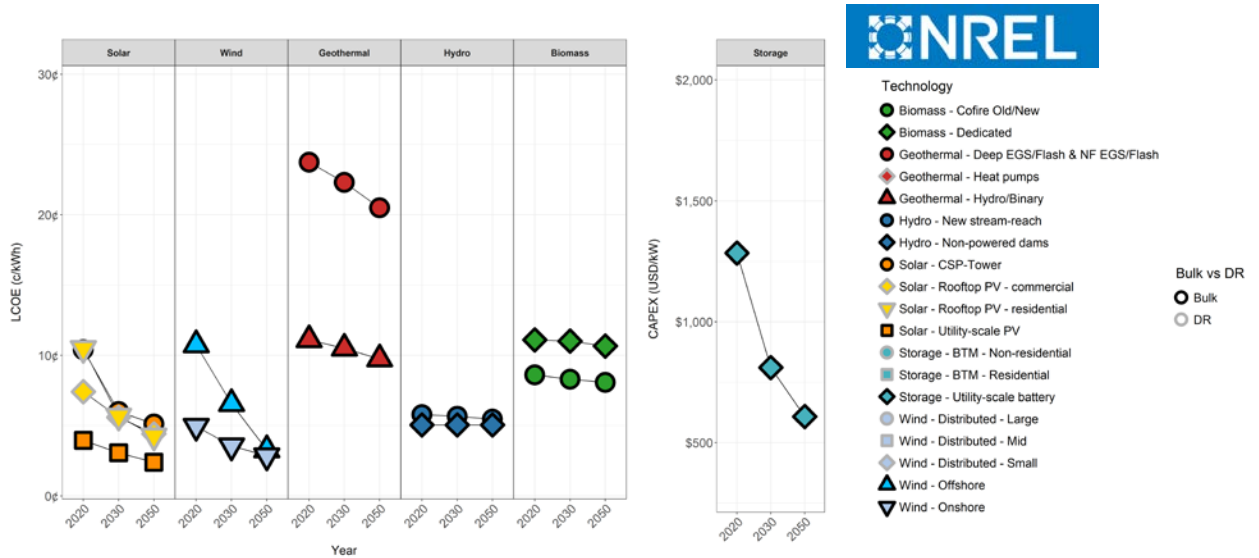 Solar
Wind
Geothermal
Hydro
Biomass
30¢
20¢
10¢
0¢
LCOE (c/kWh)
2020
2030
2050
2020
2030
2050
2020
2030
2050
2020
2030
2050
2020
2030
2050
Year
Storage
$2,000
$1,500
$1,000
$500
CAPEX (USD/kW)
2020
2030
2050
NREL
Technology
Biomass - Cofire Old/New
Biomass - Dedicated
Geothermal - Deep EGS/Flash & NF EGS/Flash
Geothermal - Heat pumps
Geothermal - Hydro/Binary
Hydro - New stream-reach
Hydro - Non-powered dams
Solar - CSP-Tower
Solar - Rooftop PV - commercial
Solar - Rooftop PV - residential
Solar - Utility-scale PV
Storage - BTM - Non-residential
Storage - BTM - Residential
Storage - Utility-scale battery
Wind - Distributed - Large
Wind - Distributed - Mid
Wind - Distributed - Small
Wind - Offshore
Wind - Onshore
Bulk vs DR
Bulk
DR